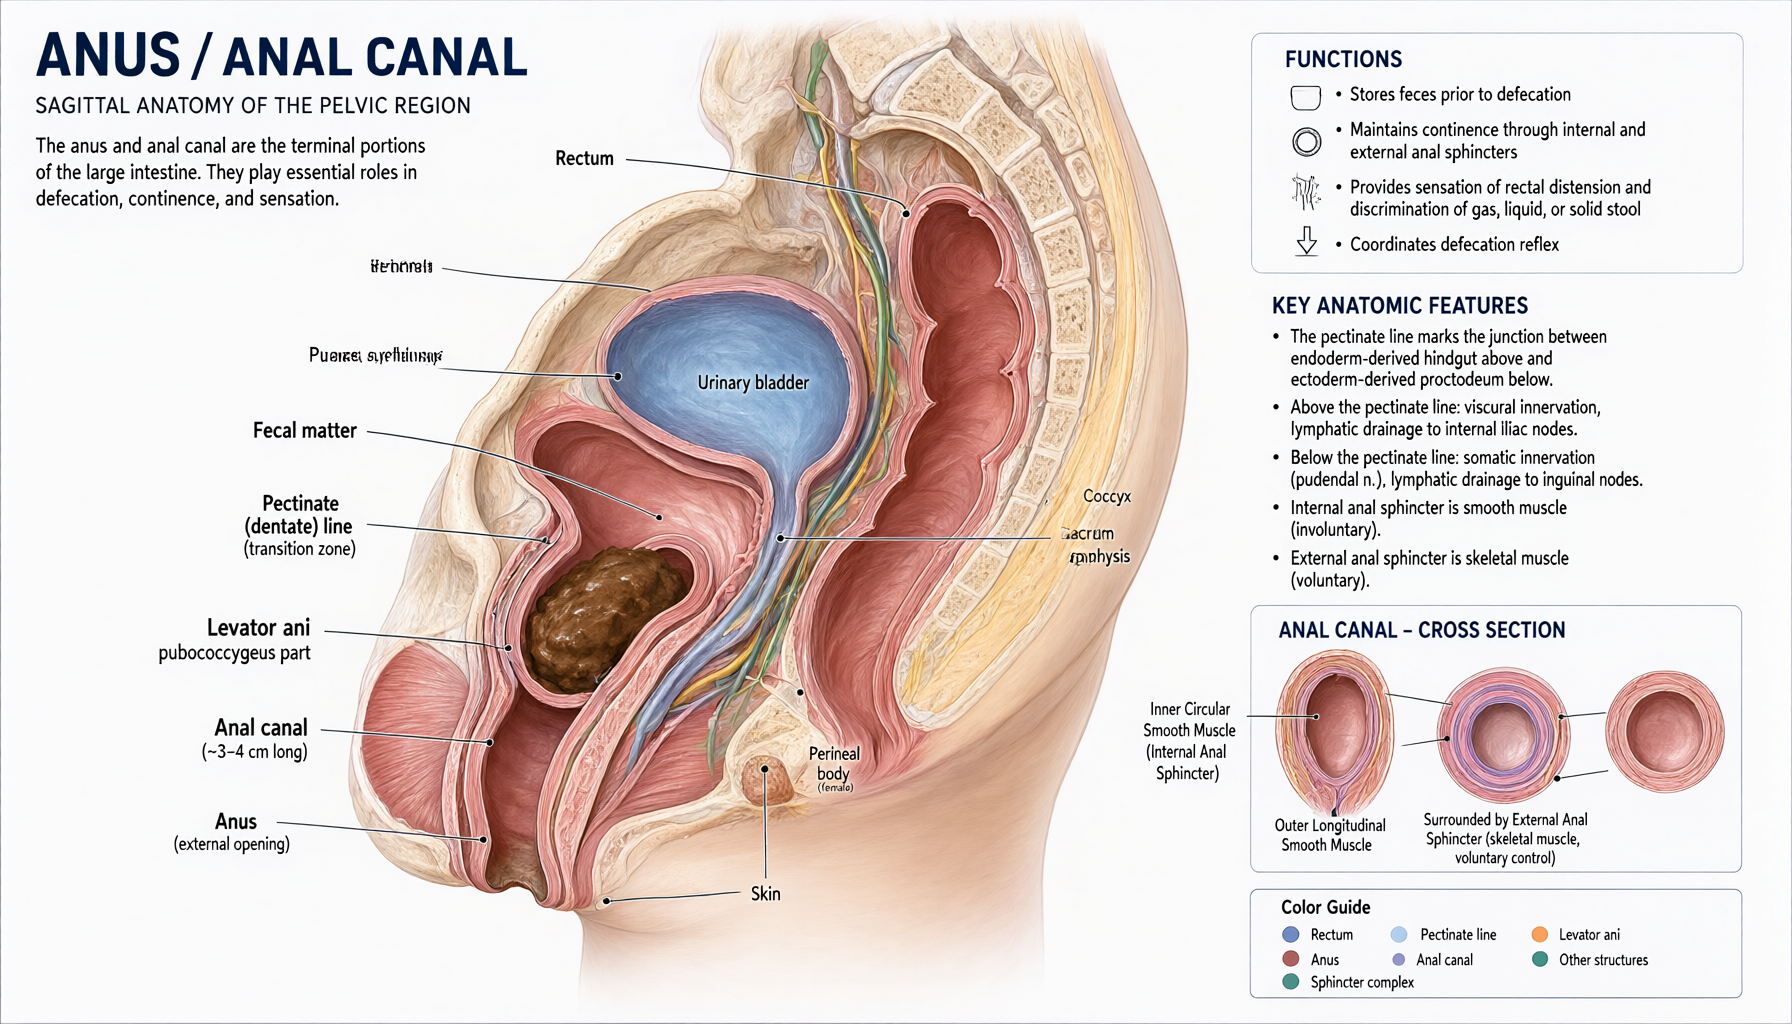 ANUS / ANAL CANAL
SAGITTAL ANATOMY OF THE PELVIC REGION
The anus and anal canal are the terminal portions
of the large intestine. They play essential roles in
defecation, continence, and sensation.
Rectum
Urinary bladder
Fecal matter
Pectinate
(dentate) line
(transition zone)
Levator ani
pubococcygeus part
Anal canal
(~3–4 cm long)
Anus
(external opening)
Coccyx
Perineal
body
(female)
Skin
FUNCTIONS
• Stores feces prior to defecation
• Maintains continence through internal and
external anal sphincters
• Provides sensation of rectal distension and
discrimination of gas, liquid, or solid stool
• Coordinates defecation reflex
KEY ANATOMIC FEATURES
• The pectinate line marks the junction between
endoderm-derived hindgut above and
ectoderm-derived proctodeum below.
• Above the pectinate line: viscural innervation,
lymphatic drainage to internal iliac nodes.
• Below the pectinate line: somatic innervation
(pudendal n.), lymphatic drainage to inguinal nodes.
• Internal anal sphincter is smooth muscle
(involuntary).
• External anal sphincter is skeletal muscle
(voluntary).
ANAL CANAL – CROSS SECTION
Inner Circular
Smooth Muscle
(Internal Anal
Sphincter)
Outer Longitudinal
Smooth Muscle
Surrounded by External Anal
Sphincter (skeletal muscle,
voluntary control)
Color Guide
Rectum
Pectinate line
Levator ani
Anus
Anal canal
Other structures
Sphincter complex